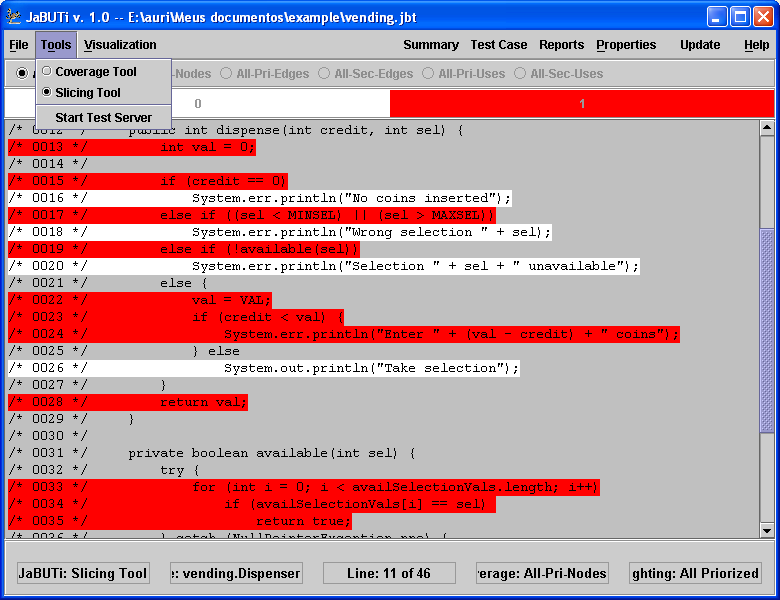 JaBUTi v. 1.0 -- E:\auri\Meus documentos\example\vending.jbt
File Tools Visualization Summary Test Case Reports Properties Update Help
Coverage Tool
Slicing Tool
Start Test Server
-Nodes All-Pri-Edges All-Sec-Edges All-Pri-Uses All-Sec-Uses
0 1
/* 0012 */ public int dispense(int credit, int sel) {
/* 0013 */ int val = 0;
/* 0014 */
/* 0015 */ if (credit == 0)
/* 0016 */ System.err.println("No coins inserted");
/* 0017 */ else if ((sel < MINSEL) || (sel > MAXSEL))
/* 0018 */ System.err.println("Wrong selection " + sel);
/* 0019 */ else if (!available(sel))
/* 0020 */ System.err.println("Selection " + sel + " unavailable");
/* 0021 */ else {
/* 0022 */ val = VAL;
/* 0023 */ if (credit < val) {
/* 0024 */ System.err.println("Enter " + (val - credit) + " coins");
/* 0025 */ } else
/* 0026 */ System.out.println("Take selection");
/* 0027 */ }
/* 0028 */ return val;
/* 0029 */ }
/* 0030 */
/* 0031 */ private boolean available(int sel) {
/* 0032 */ try {
/* 0033 */ for (int i = 0; i < availSelectionVals.length; i++)
/* 0034 */ if (availSelectionVals[i] == sel)
/* 0035 */ return true;
/* 0036 */ } catch (NullPointerException npe) {
JaBUTi: Slicing Tool : vending.Dispenser Line: 11 of 46 verage: All-Pri-Nodes ghting: All Priorized